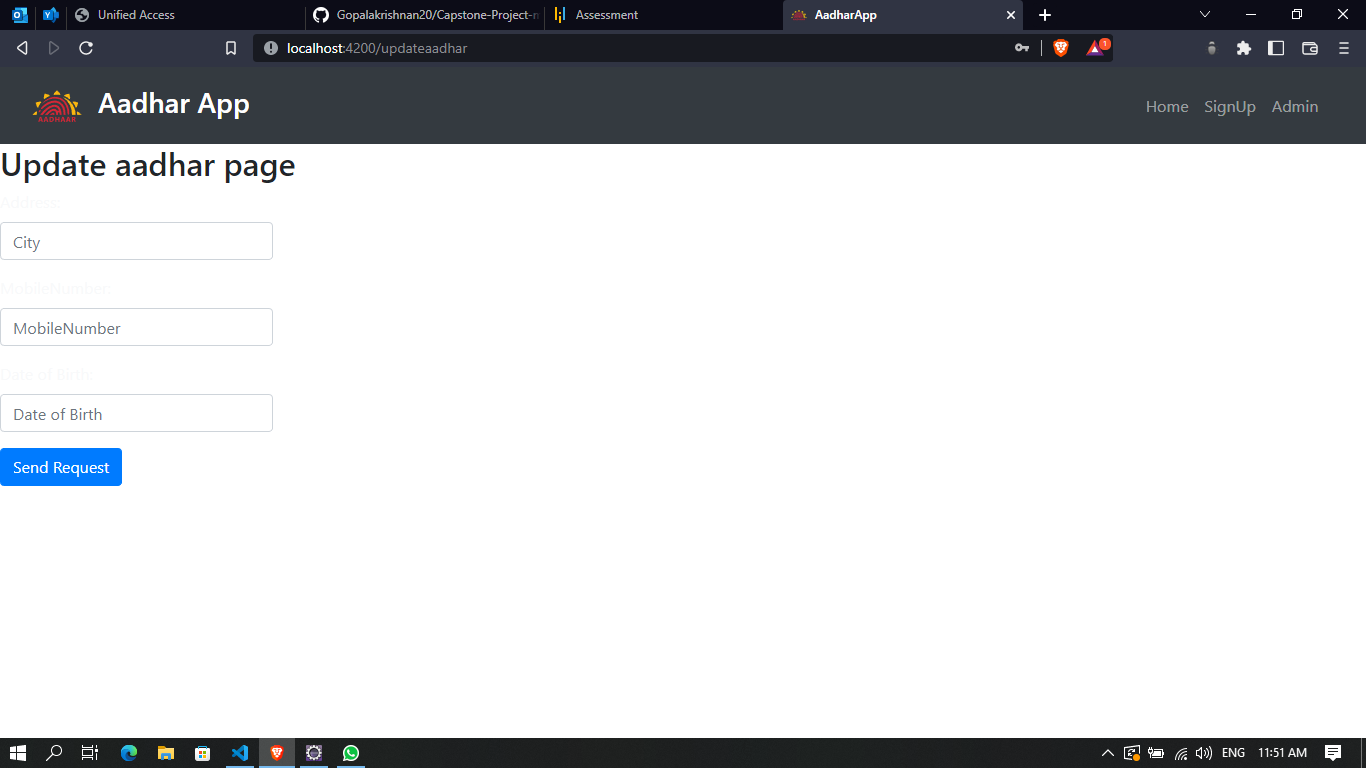 Unified Access
Gopalakrishnan20/Capstone-Project-n
Assessment
AadharApp
localhost:4200/updateaadhar
1
AADHAAR
Aadhar App
Home
SignUp
Admin
Update aadhar page
Address:
City
MobileNumber:
MobileNumber
Date of Birth:
Date of Birth
Send Request
ENG
11:51 AM